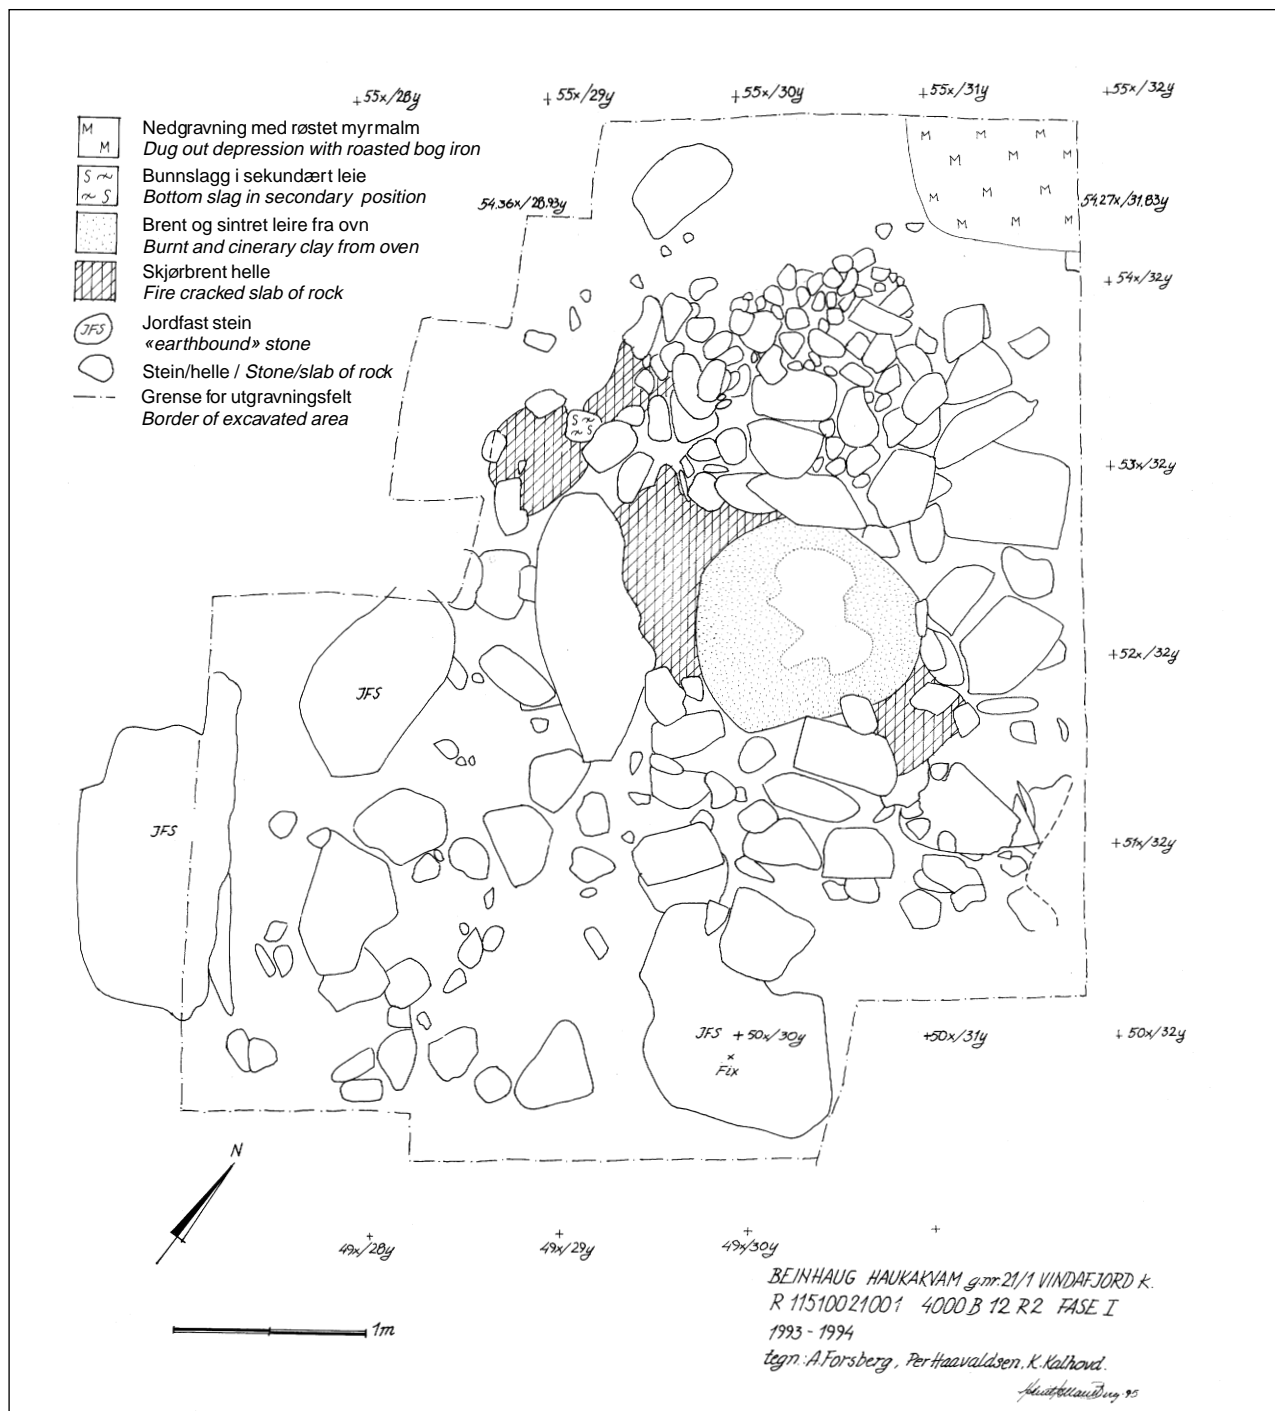 +55x/28y
+55x/29y
+55x/30y
+55x/31y
+55x/32y
M
M
Nedgravning med røstet myrmalm
Dug out depression with roasted bog iron
S ~
~ S
Bunnslagg i sekundært leie
Bottom slag in secondary position
Brent og sintret leire fra ovn
Burnt and cinerary clay from oven
Skjørbrent helle
Fire cracked slab of rock
JFS
Jordfast stein
«earthbound» stone
Stein/helle / Stone/slab of rock
Grense for utgravningsfelt
Border of excavated area
M M M
M M M
M M M
M M M
54.36x/28.93y
54.27x/31.83y
+54x/32y
S ~
~ S
+53x/32y
+52x/32y
JFS
JFS
+51x/32y
JFS +50x/30y
x
Fix
+50x/31y
+50x/32y
N
49x/28y
49x/29y
49x/30y
1m
BEINHAUG HAUKAKVAM g.nr.21/1 VINDAFJORD K.
R 11510021001 4000 B 12 R2 FASE I
1993 - 1994
tegn.: A.Forsberg, Per Haavaldsen, K.Kalhovd.
95